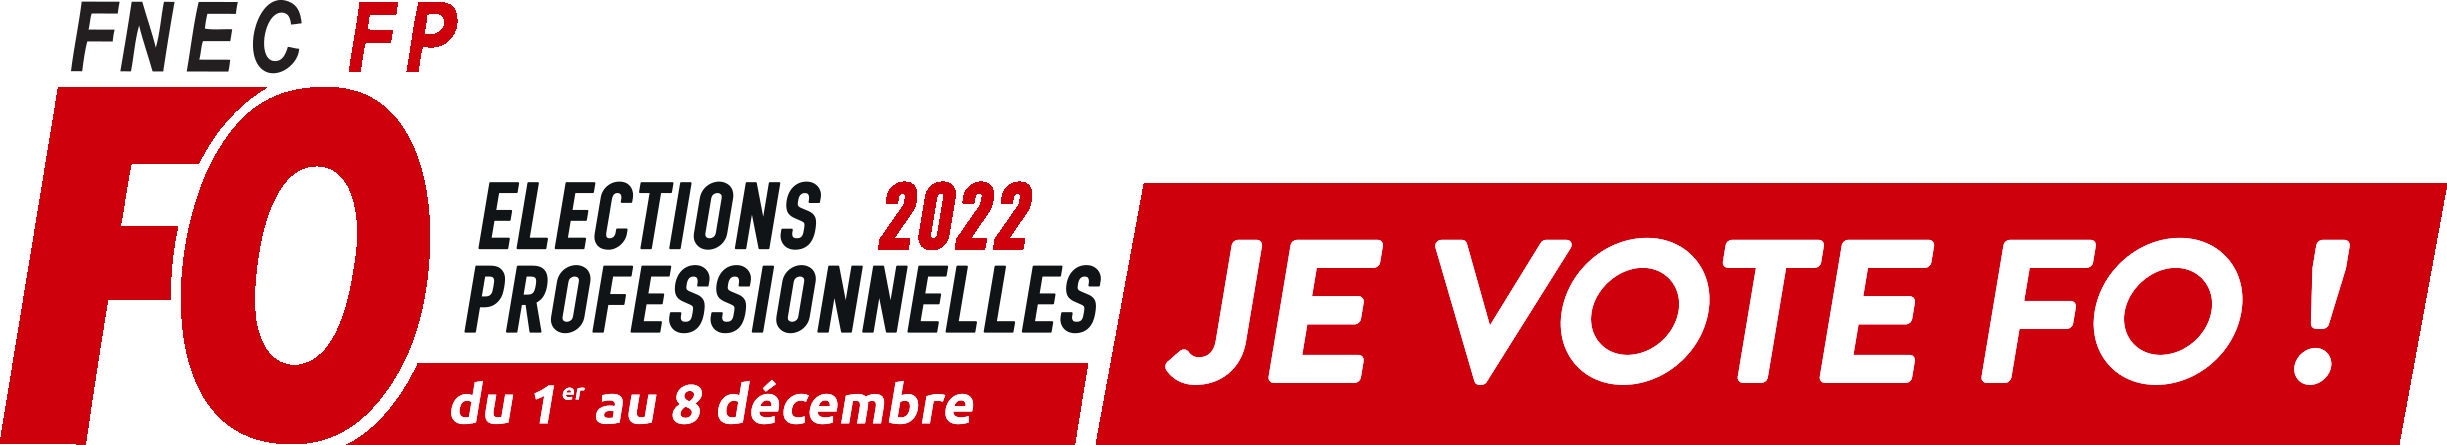 FNEC FP
FO
ELECTIONS 2022
PROFESSIONNELLES
du 1er au 8 décembre
JE VOTE FO !